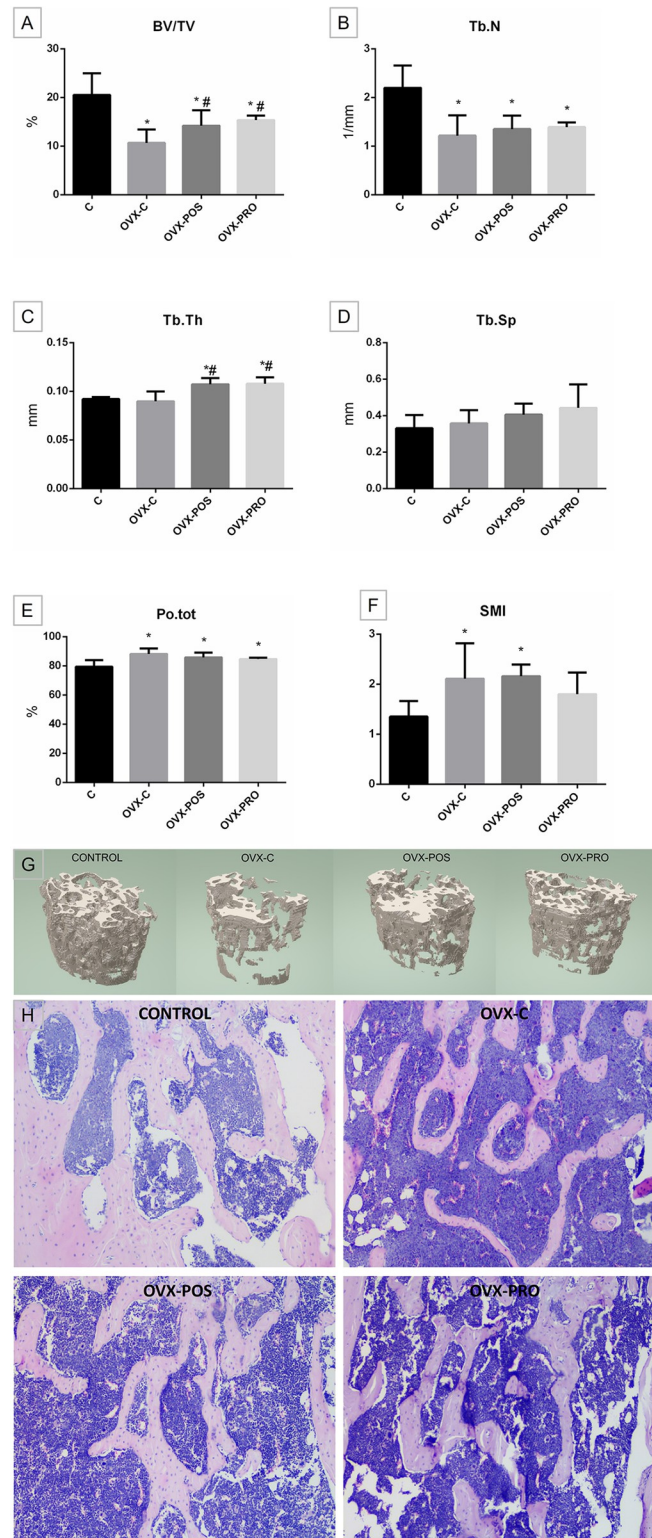 A
BV/TV
%
30
20
10
0
*
* #
* #
C
OVX-C
OVX-POS
OVX-PRO
B
Tb.N
1/mm
3
2
1
0
*
*
*
C
OVX-C
OVX-POS
OVX-PRO
C
Tb.Th
mm
0.15
0.10
0.05
0.00
*#
*#
C
OVX-C
OVX-POS
OVX-PRO
D
Tb.Sp
mm
0.8
0.6
0.4
0.2
0.0
C
OVX-C
OVX-POS
OVX-PRO
E
Po.tot
%
100
80
60
40
20
0
*
*
*
C
OVX-C
OVX-POS
OVX-PRO
F
SMI
3
2
1
0
*
*
C
OVX-C
OVX-POS
OVX-PRO
G
CONTROL
OVX-C
OVX-POS
OVX-PRO
H
CONTROL
OVX-C
OVX-POS
OVX-PRO